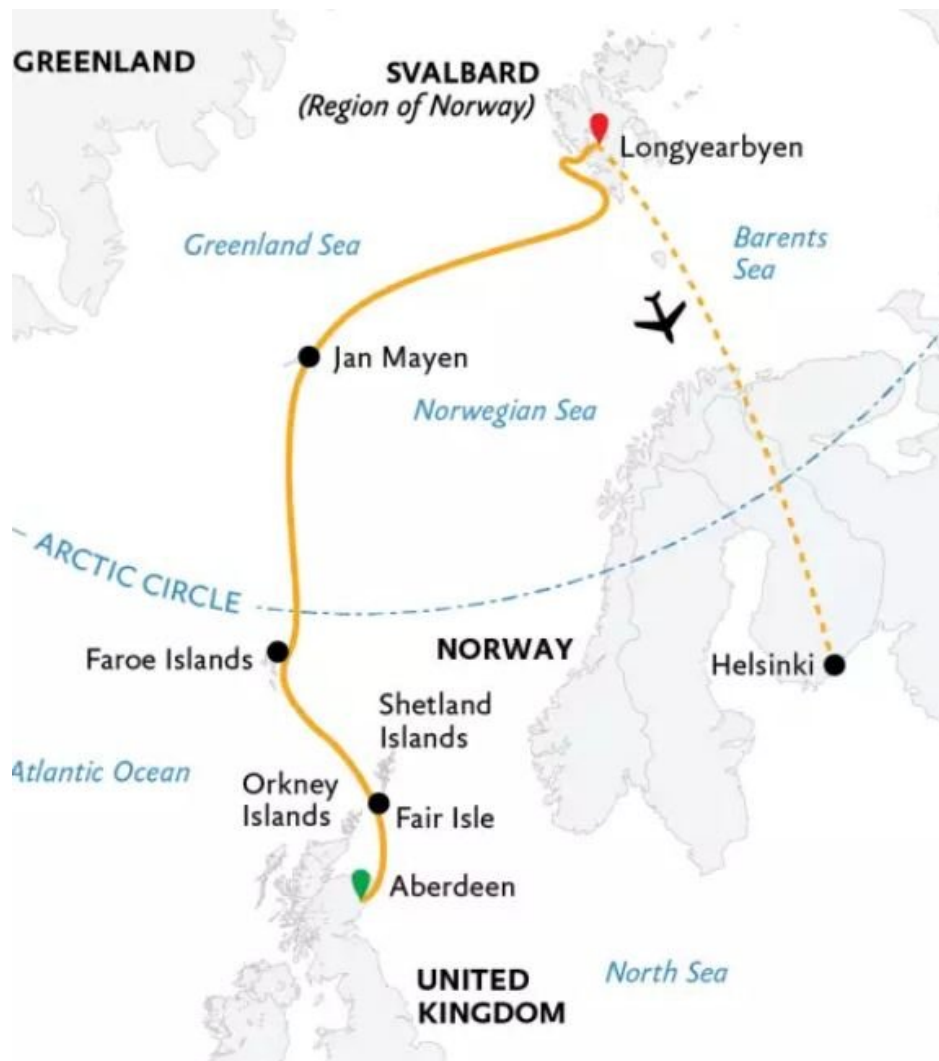 GREENLAND
SVALBARD
(Region of Norway)
Longyearbyen
Greenland Sea
Barents
Sea
Jan Mayen
Norwegian Sea
ARCTIC CIRCLE
Faroe Islands
NORWAY
Helsinki
Shetland
Islands
Atlantic Ocean
Orkney
Islands
Fair Isle
Aberdeen
UNITED
KINGDOM
North Sea